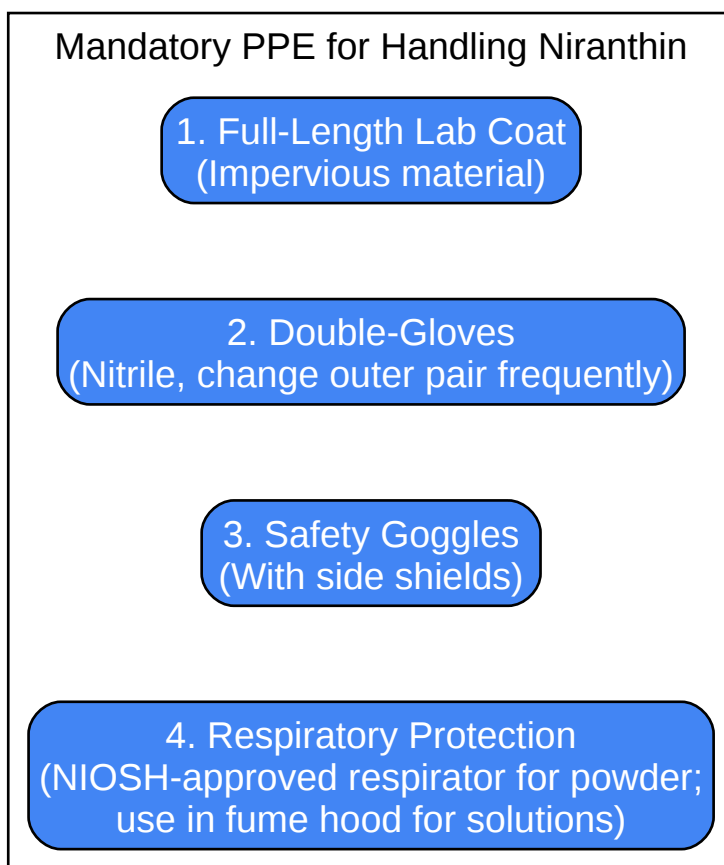 Mandatory PPE for Handling Niranthin
1. Full-Length Lab Coat
(Impervious material)
2. Double-Gloves
(Nitrile, change outer pair frequently)
3. Safety Goggles
(With side shields)
4. Respiratory Protection
(NIOSH-approved respirator for powder;
use in fume hood for solutions)